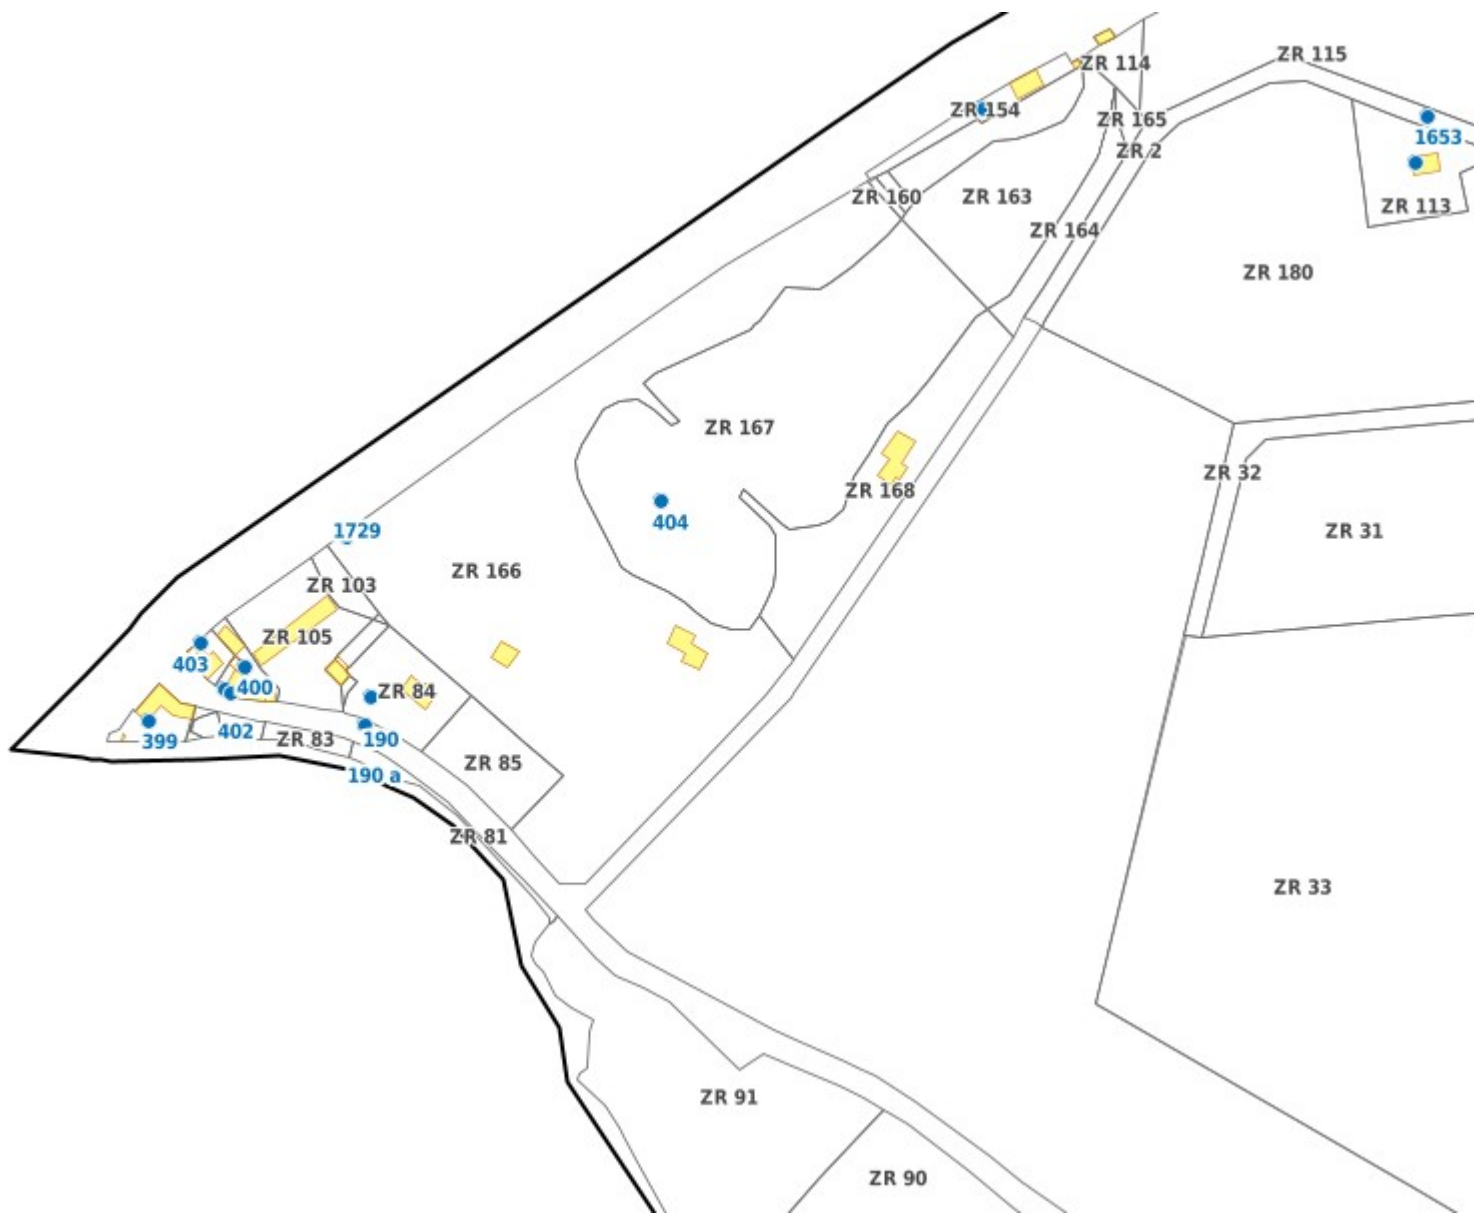 ZR 115
ZR 114
ZR 154
ZR 165
1653
ZR 2
ZR 160
ZR 163
ZR 113
ZR 164
ZR 180
ZR 167
ZR 32
ZR 168
404
1729
ZR 31
ZR 166
ZR 103
ZR 105
403
400
ZR 84
402
190
399
ZR 83
ZR 85
190 a
ZR 81
ZR 33
ZR 91
ZR 90